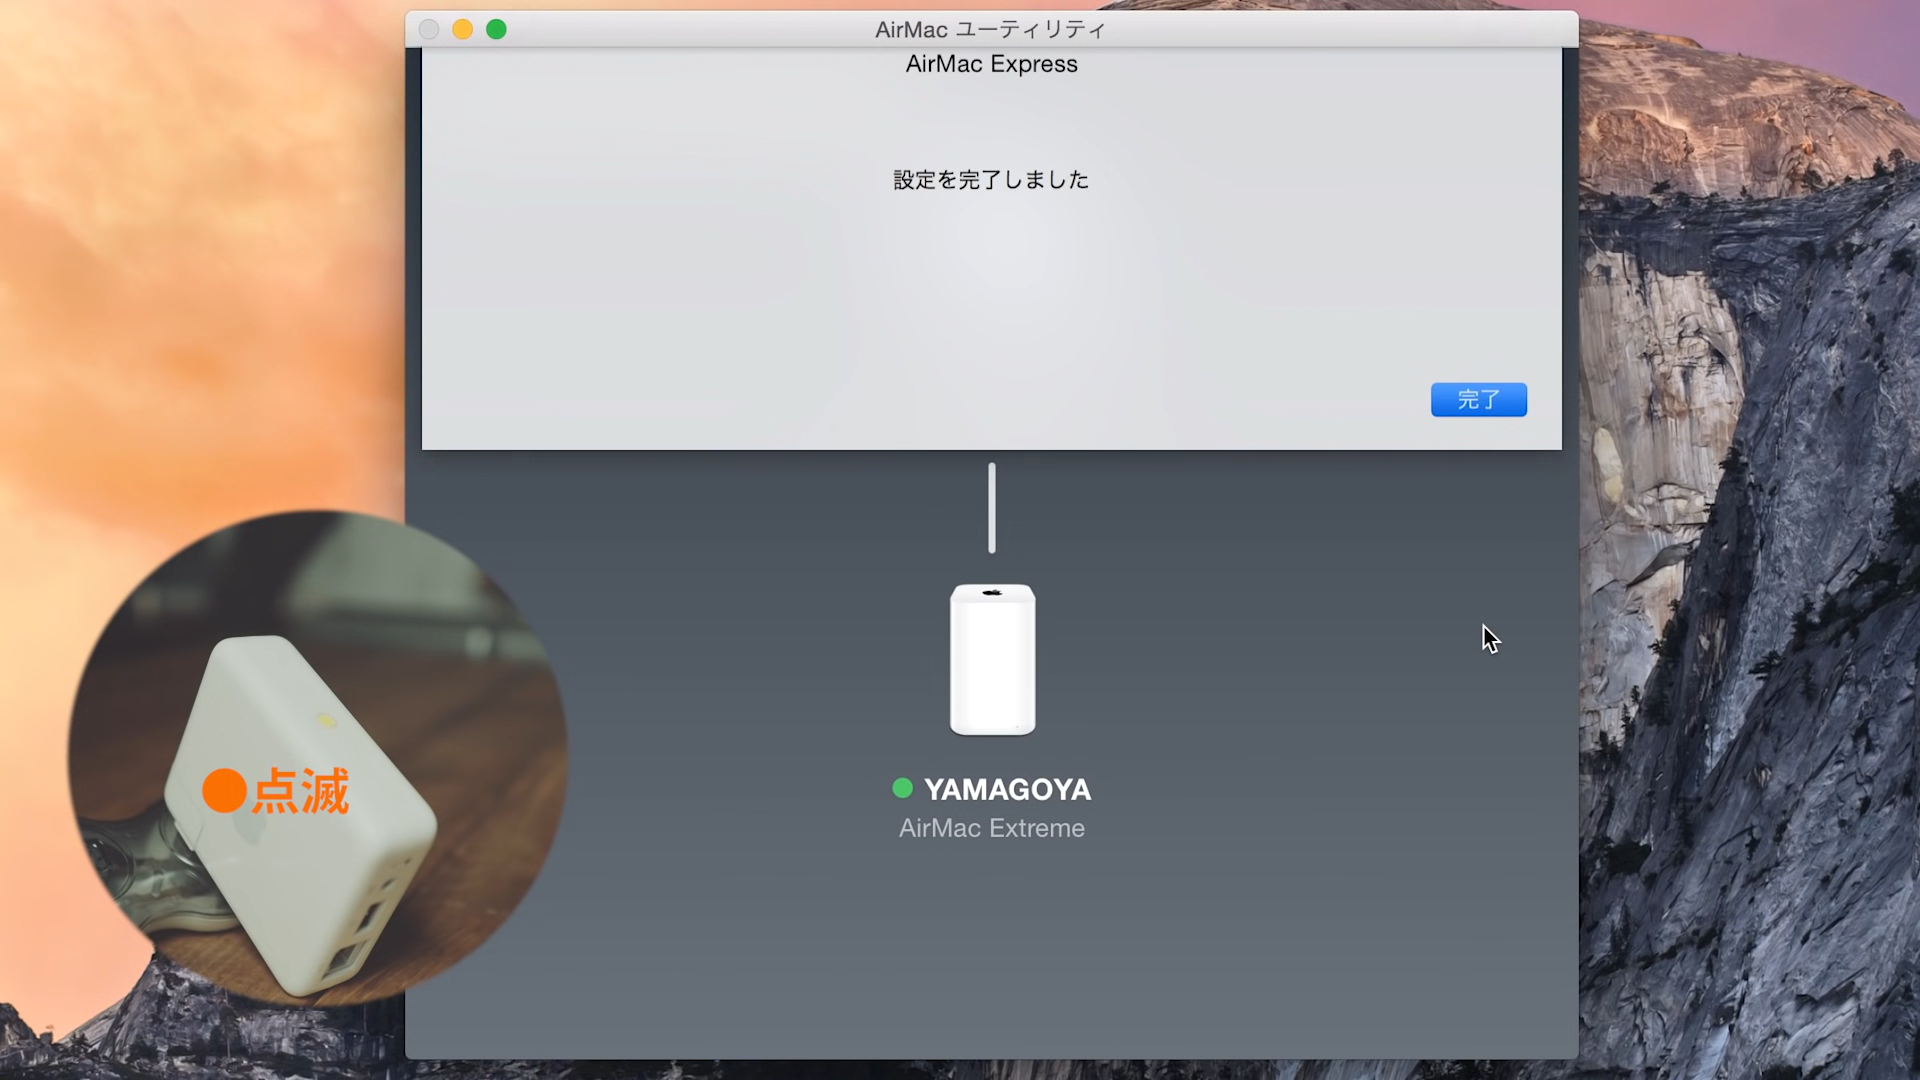 AirMac ユーティリティ
AirMac Express
設定を完了しました
完了
YAMAGOYA
AirMac Extreme
点滅